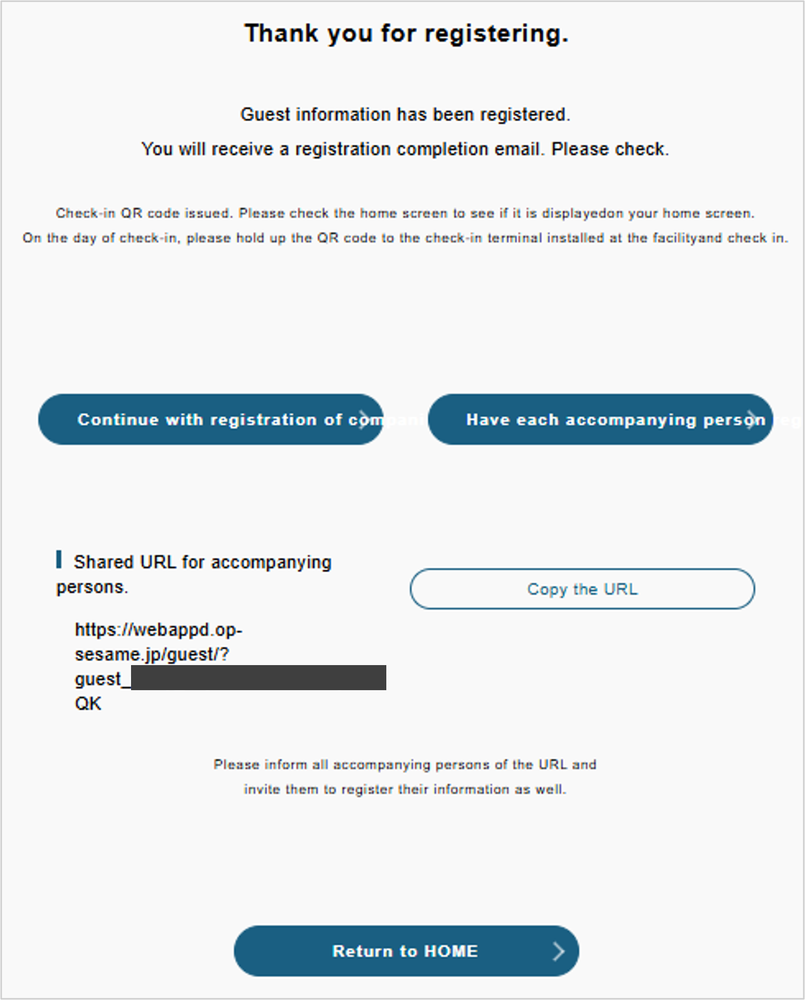 Thank you for registering.
Guest information has been registered.
You will receive a registration completion email. Please check.
Check-in QR code issued. Please check the home screen to see if it is displayedon your home screen.
On the day of check-in, please hold up the QR code to the check-in terminal installed at the facilityand check in.
Continue with registration of compani
Have each accompanying person reg
Shared URL for accompanying
persons.
Copy the URL
https://webappd.op-
sesame.jp/guest/?
guest_
QK
Please inform all accompanying persons of the URL and
invite them to register their information as well.
Return to HOME